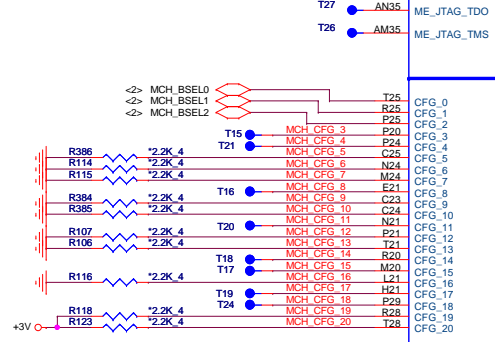 T27 AN35 ME_JTAG_TDO
T26 AM35 ME_JTAG_TMS
<2> MCH_BSEL0 T25 CFG_0
<2> MCH_BSEL1 R25 CFG_1
<2> MCH_BSEL2 P25 CFG_2
T15 MCH_CFG_3 P20 CFG_3
T21 MCH_CFG_4 P24 CFG_4
R386 *2.2K_4 MCH_CFG_5 C25 CFG_5
R114 *2.2K_4 MCH_CFG_6 N24 CFG_6
R115 *2.2K_4 MCH_CFG_7 M24 CFG_7
T16 MCH_CFG_8 E21 CFG_8
R384 *2.2K_4 MCH_CFG_9 C23 CFG_9
R385 *2.2K_4 MCH_CFG_10 C24 CFG_10
T20 MCH_CFG_11 N21 CFG_11
R107 *2.2K_4 MCH_CFG_12 P21 CFG_12
R106 *2.2K_4 MCH_CFG_13 T21 CFG_13
T18 MCH_CFG_14 R20 CFG_14
T17 MCH_CFG_15 M20 CFG_15
R116 *2.2K_4 MCH_CFG_16 L21 CFG_16
T19 MCH_CFG_17 H21 CFG_17
T24 MCH_CFG_18 P29 CFG_18
R118 *2.2K_4 MCH_CFG_19 R28 CFG_19
+3V R123 *2.2K_4 MCH_CFG_20 T28 CFG_20